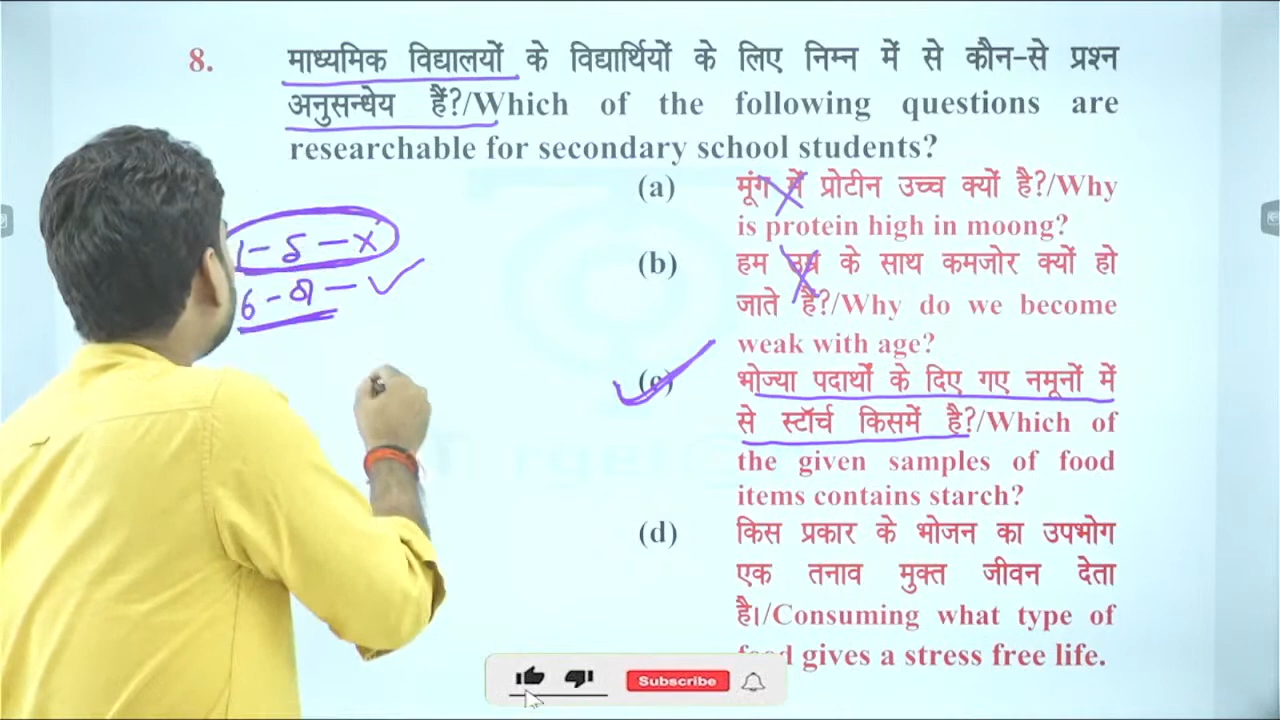 8. माध्यमिक विद्यालयों के विद्यार्थियों के लिए निम्न में से कौन-से प्रश्न
अनुसन्धेय हैं?/Which of the following questions are
researchable for secondary school students?
(a) मूंग में प्रोटीन उच्च क्यों है?/Why
is protein high in moong?
(b) हम उम्र के साथ कमजोर क्यों हो
जाते हैं?/Why do we become
weak with age?
(c) भोज्या पदार्थों के दिए गए नमूनों में
से स्टॉर्च किसमें है?/Which of
the given samples of food
items contains starch?
(d) किस प्रकार के भोजन का उपभोग
एक तनाव मुक्त जीवन देता
है।/Consuming what type of
food gives a stress free life.
1-5-x
6-8-
Subscribe